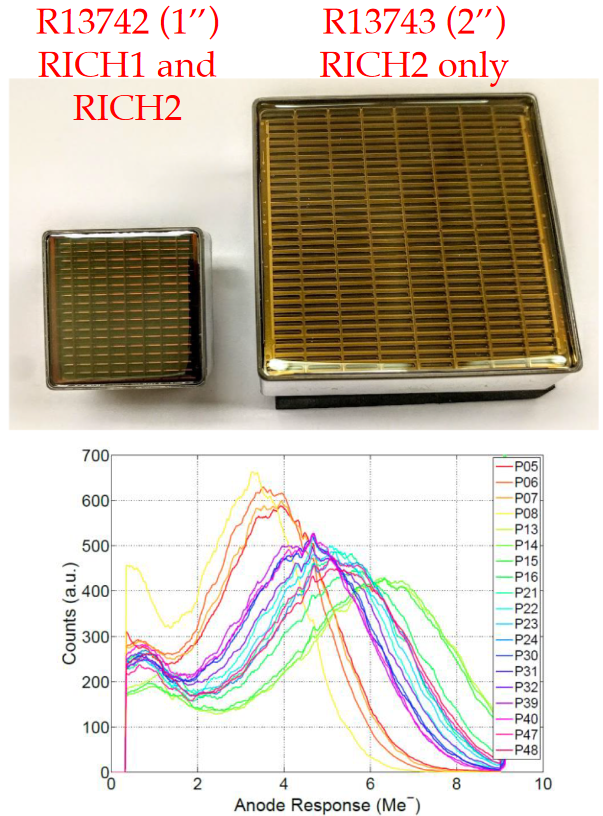 R13742 (1’’)
RICH1 and
RICH2
R13743 (2’’)
RICH2 only
700
600
500
400
300
200
100
0
Counts (a.u.)
0
2
4
6
8
10
Anode Response (Me⁻)
P05
P06
P07
P08
P13
P14
P15
P16
P21
P22
P23
P24
P30
P31
P32
P39
P40
P47
P48